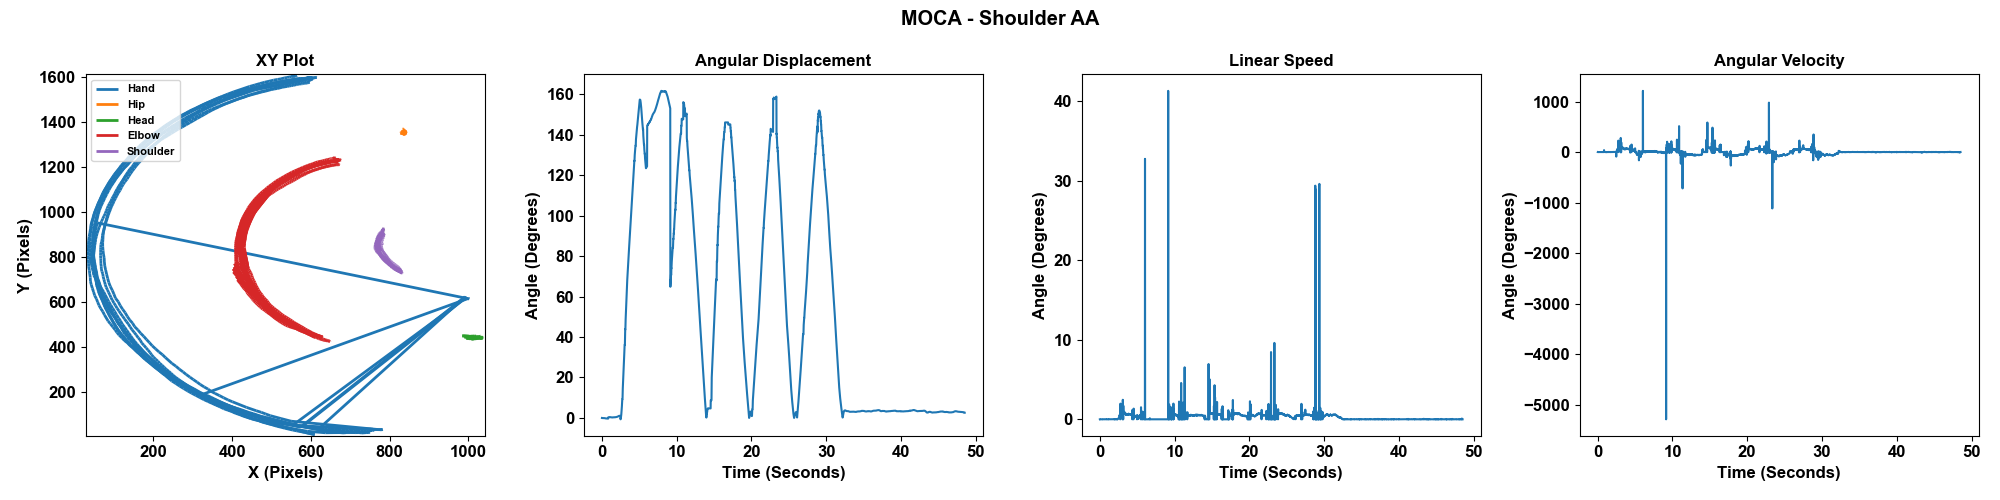 MOCA - Shoulder AA
XY Plot
Y (Pixels)
1600
1400
1200
1000
800
600
400
200
Hand
Hip
Head
Elbow
Shoulder
200 400 600 800 1000
X (Pixels)
Angular Displacement
Angle (Degrees)
160
140
120
100
80
60
40
20
0
0 10 20 30 40 50
Time (Seconds)
Linear Speed
Angle (Degrees)
40
30
20
10
0
0 10 20 30 40 50
Time (Seconds)
Angular Velocity
Angle (Degrees)
1000
0
−1000
−2000
−3000
−4000
−5000
0 10 20 30 40 50
Time (Seconds)